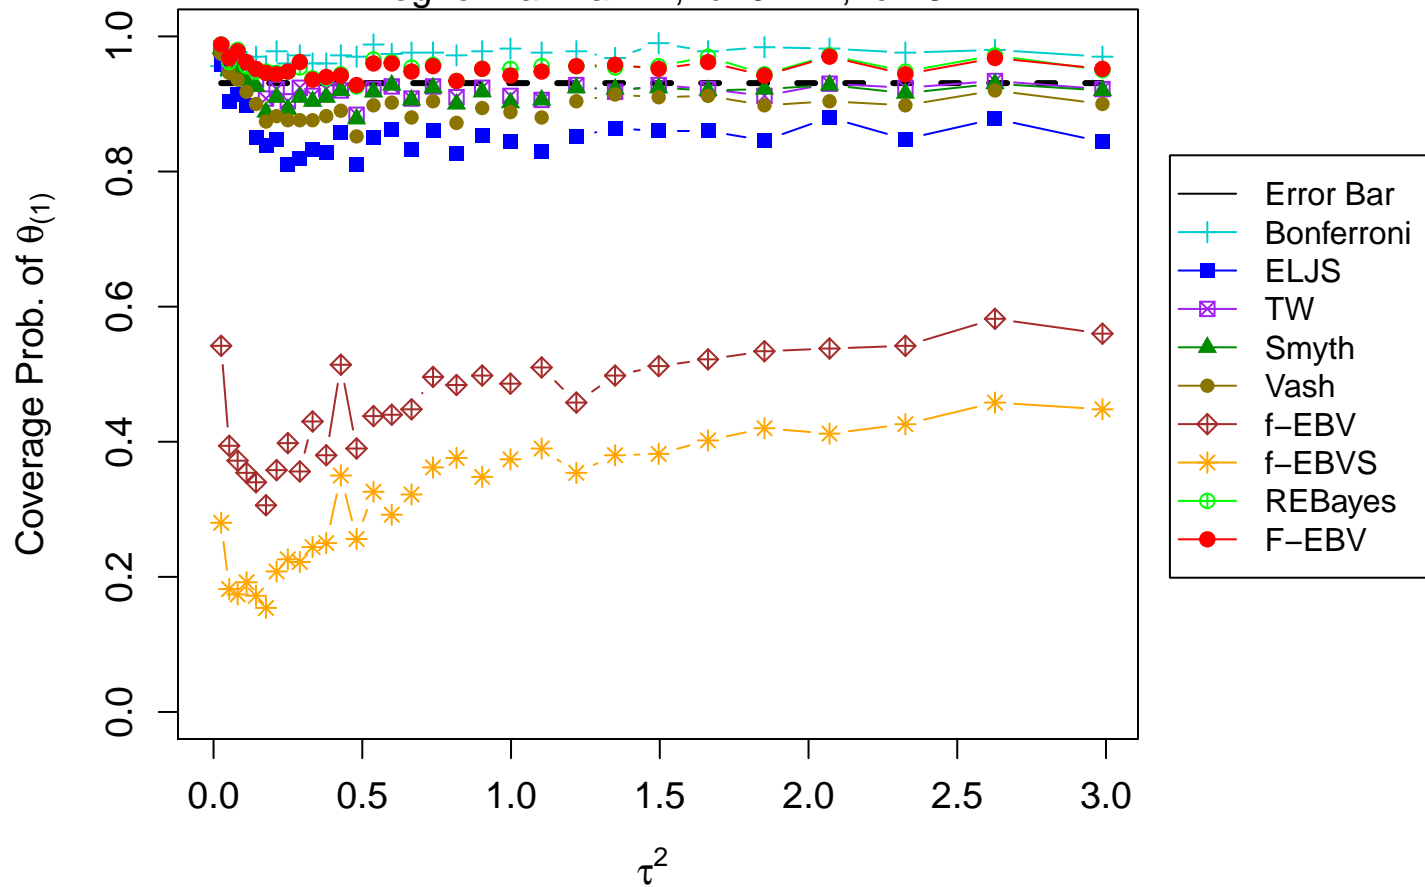 1.0
0.8
0.6
0.4
0.2
0.0
Coverage Prob. of θ(1)
0.0 0.5 1.0 1.5 2.0 2.5 3.0
τ2
Error Bar
Bonferroni
ELJS
TW
Smyth
Vash
f−EBV
f−EBVS
REBayes
F−EBV